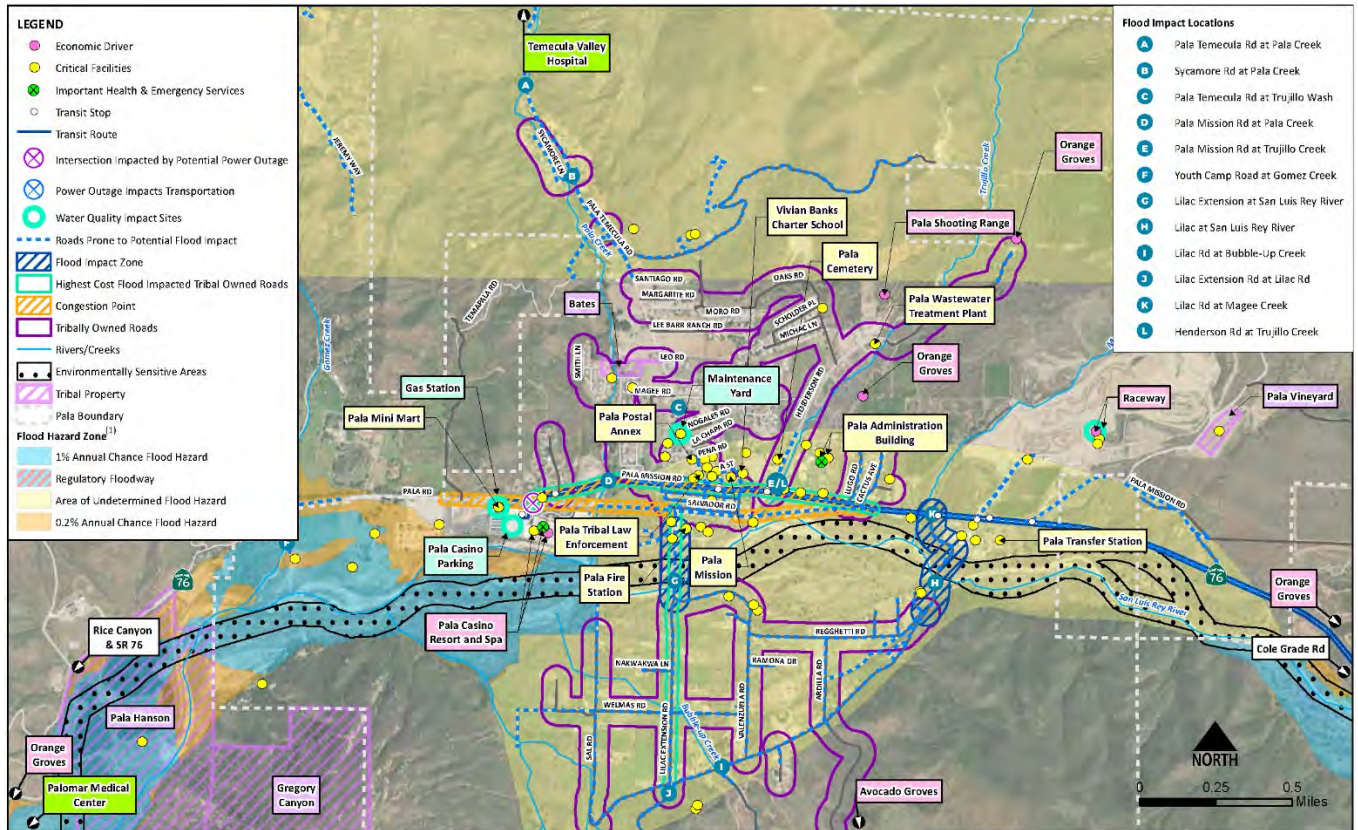 LEGEND
Economic Driver
Critical Facilities
Important Health & Emergency Services
Transit Stop
Transit Route
Intersection Impacted by Potential Power Outage
Power Outage Impacts Transportation
Water Quality Impact Sites
Roads Prone to Potential Flood Impact
Flood Impact Zone
Highest Cost Flood Impacted Tribal Owned Roads
Congestion Point
Tribally Owned Roads
Rivers/Creeks
Environmentally Sensitive Areas
Tribal Property
Pala Boundary
(1)
Flood Hazard Zone
1% Annual Chance Flood Hazard
Regulatory Floodway
Area of Undetermined Flood Hazard
0.2% Annual Chance Flood Hazard
Flood Impact Locations
A Pala Temecula Rd at Pala Creek
B Sycamore Rd at Pala Creek
C Pala Temecula Rd at Trujillo Wash
D Pala Mission Rd at Pala Creek
E Pala Mission Rd at Trujillo Creek
F Youth Camp Road at Gomez Creek
G Lilac Extension at San Luis Rey River
H Lilac at San Luis Rey River
I Lilac Rd at Bubble-Up Creek
J Lilac Extension Rd at Lilac Rd
K Lilac Rd at Magee Creek
L Henderson Rd at Trujillo Creek
Temecula Valley
Hospital
A
JEREMY WAY
SYCAMORE LN
B
PALA TEMECULA RD
Pala Creek
Trujillo Creek
Orange
Groves
Vivian Banks
Charter School
Pala Shooting Range
Pala
Cemetery
Pala Wastewater
Treatment Plant
SANTIAGO RD
MARGARITE RD
MORO RD
OAKS RD
LEE BARR RANCH RD
SCHOLDER PL
MICHAC LN
TEMAPALA RD
Gomez Creek
Bates
SMITH LN
LEO RD
MAGEE RD
Gas Station
Pala Mini Mart
Pala Postal
Annex
C
Maintenance
Yard
NOGALES RD
LA CHAPA RD
PENA RD
A ST
HENDERSON RD
Orange
Groves
Pala Administration
Building
LUGO RD
CACTUS AVE
Raceway
Pala Vineyard
PALA RD
D
PALA MISSION RD
E/L
SALVADOR RD
K
PALA MISSION RD
Pala Casino
Parking
Pala Tribal Law
Enforcement
Pala Fire
Station
G
Pala
Mission
H
Pala Transfer Station
76
San Luis Rey River
Orange
Groves
Cole Grade Rd
76
Rice Canyon
& SR 76
Pala Casino
Resort and Spa
NAKWAKWA LN
REGGHETTI RD
RAMONA DR
ARDILLA RD
WELMAS RD
SAL RD
LILAC EXTENSION RD
VALENZUELA RD
Bubble-up Creek
I
J
Pala Hanson
Orange
Groves
Palomar Medical
Center
Gregory
Canyon
Avocado Groves
NORTH
0 0.25 0.5
Miles